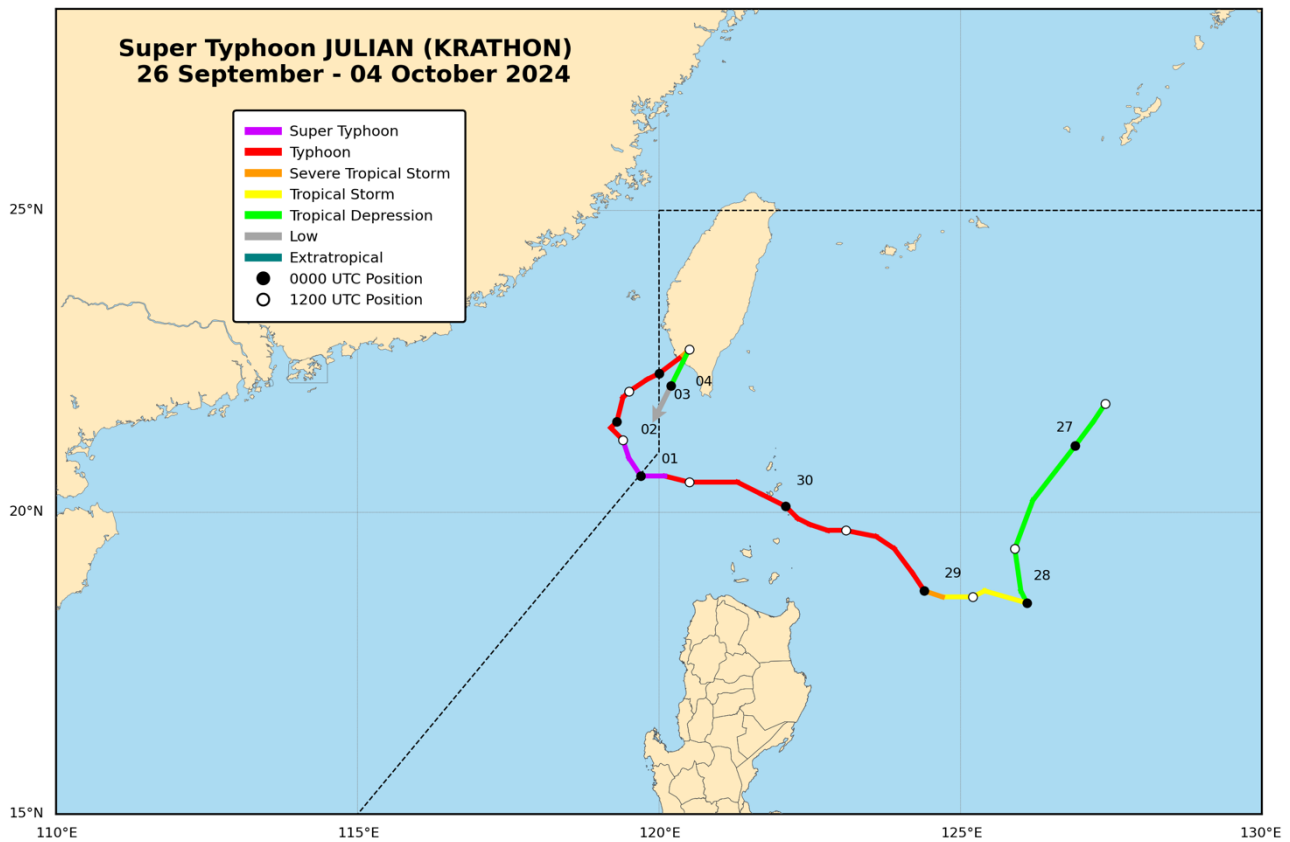 Super Typhoon JULIAN (KRATHON)
26 September - 04 October 2024
Super Typhoon
Typhoon
Severe Tropical Storm
Tropical Storm
Tropical Depression
Low
Extratropical
0000 UTC Position
1200 UTC Position
25°N
04
03
27
02
01
30
20°N
29
28
15°N
110°E
115°E
120°E
125°E
130°E